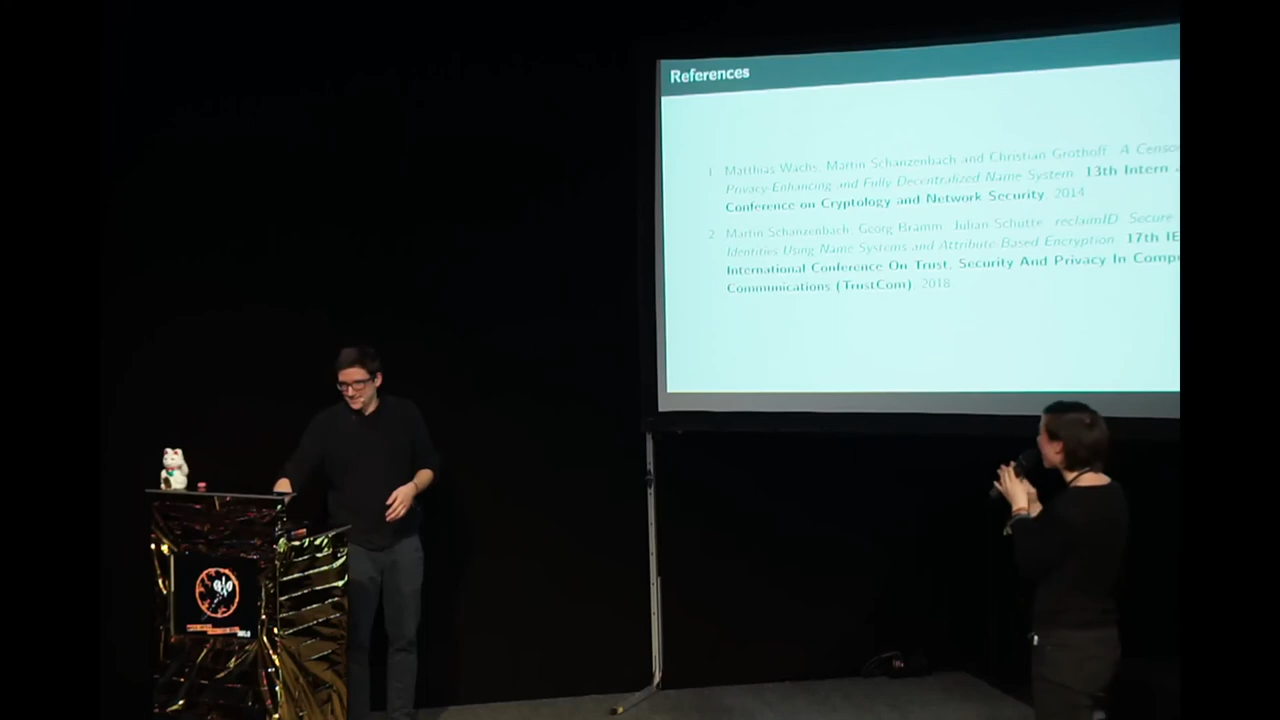 References
1 Matthias Wachs, Martin Schanzenbach and Christian Grothoff. A Censo
Privacy-Enhancing and Fully Decentralized Name System. 13th Intern
Conference on Cryptology and Network Security, 2014
2 Martin Schanzenbach, Georg Bramm, Julian Schütte. reclaimID Secure
Identities Using Name Systems and Attribute-Based Encryption. 17th IE
International Conference On Trust, Security And Privacy In Comp
Communications (TrustCom), 2018